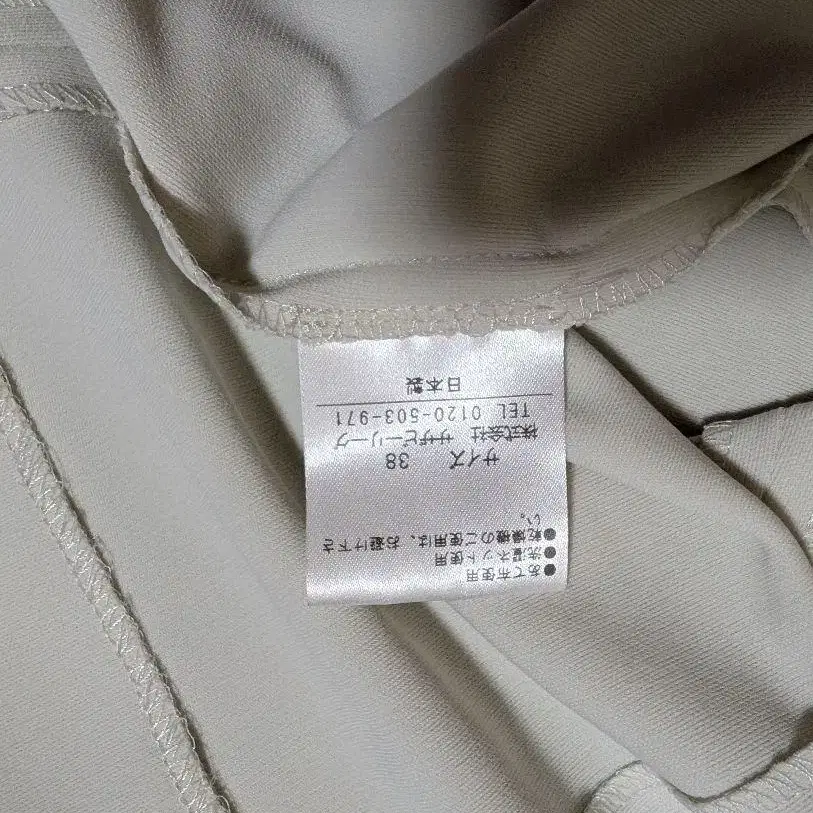 ●あて布使用
●洗濯ネット使用
●乾燥機のご使用は、お避け下さ
い。
サイズ 38
株式会社 サザビーリーグ
TEL 0120-503-971
日本製